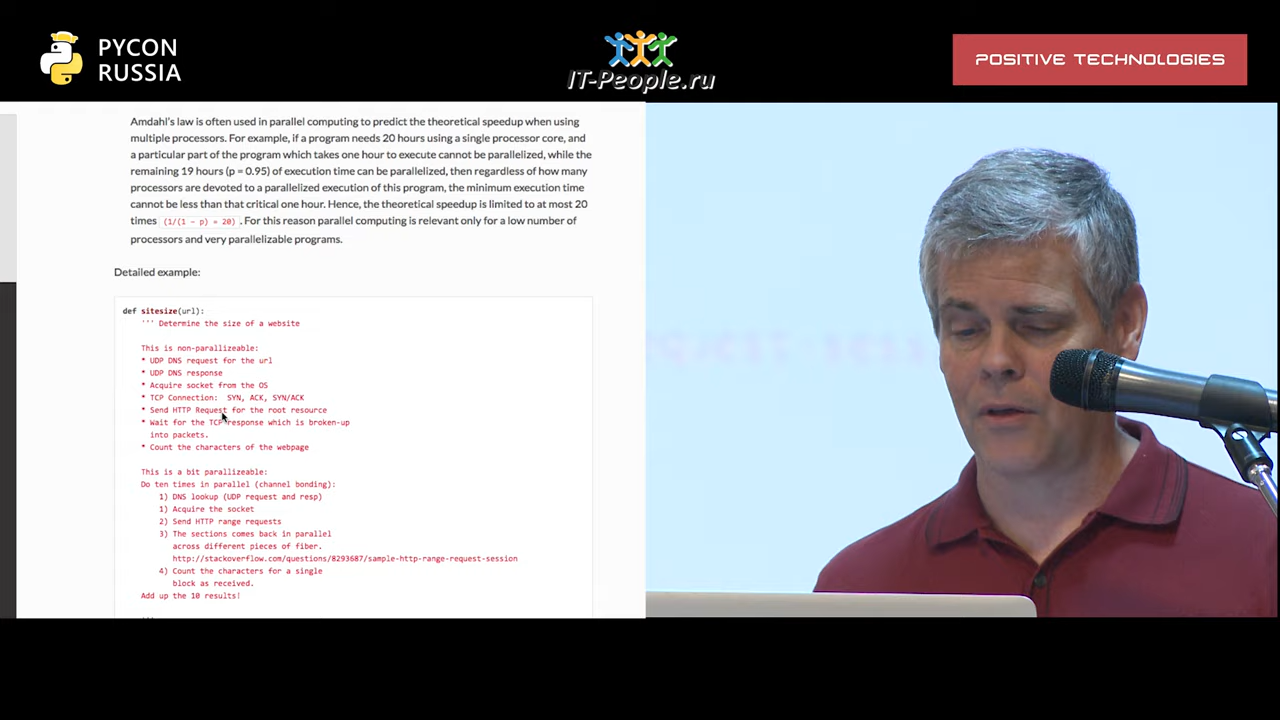 PYCON
RUSSIA
IT-People.ru
POSITIVE TECHNOLOGIES
Amdahl's law is often used in parallel computing to predict the theoretical speedup when using
multiple processors. For example, if a program needs 20 hours using a single processor core, and
a particular part of the program which takes one hour to execute cannot be parallelized, while the
remaining 19 hours (p = 0.95) of execution time can be parallelized, then regardless of how many
processors are devoted to a parallelized execution of this program, the minimum execution time
cannot be less than that critical one hour. Hence, the theoretical speedup is limited to at most 20
times (1/(1 − p) = 20). For this reason parallel computing is relevant only for a low number of
processors and very parallelizable programs.
Detailed example:
def sitesize(url):
''' Determine the size of a website
This is non-parallizeable:
* UDP DNS request for the url
* UDP DNS response
* Acquire socket from the OS
* TCP Connection: SYN, ACK, SYN/ACK
* Send HTTP Request for the root resource
* Wait for the TCP response which is broken-up
into packets.
* Count the characters of the webpage
This is a bit parallizeable:
Do ten times in parallel (channel bonding):
1) DNS lookup (UDP request and resp)
1) Acquire the socket
2) Send HTTP range requests
3) The sections comes back in parallel
across different pieces of fiber.
http://stackoverflow.com/questions/8293687/sample-http-range-request-session
4) Count the characters for a single
block as received.
Add up the 10 results!
'''